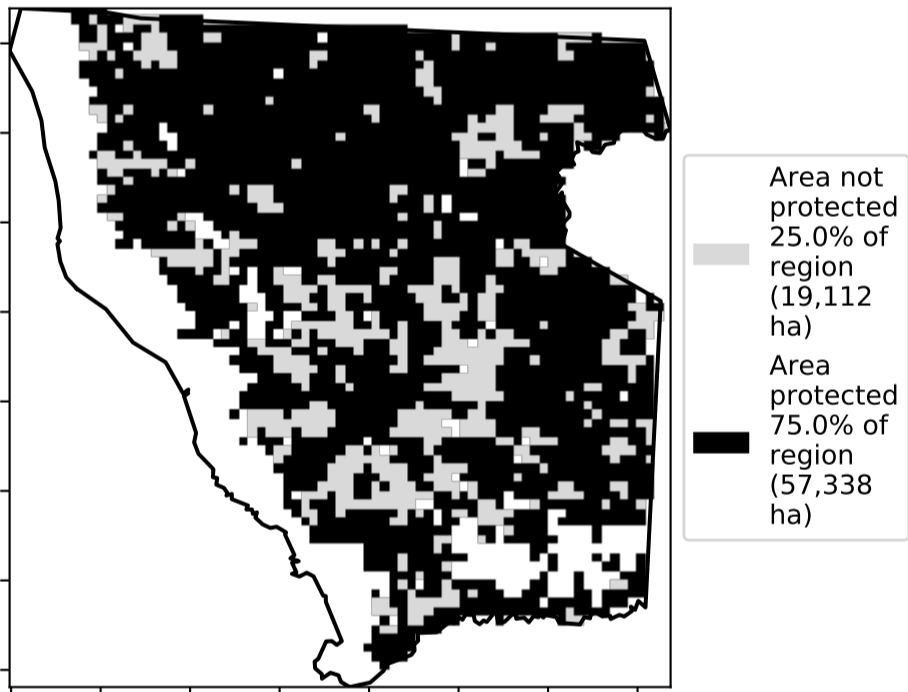 Area not
protected
25.0% of
region
(19,112
ha)
Area
protected
75.0% of
region
(57,338
ha)